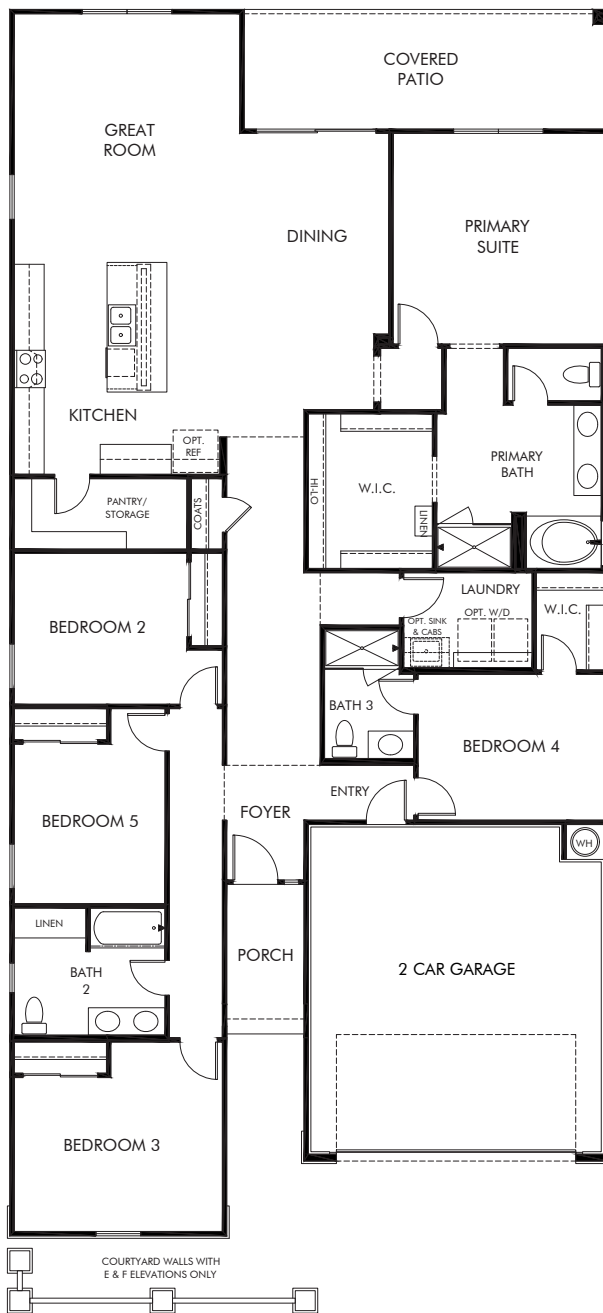 COVERED
PATIO
GREAT
ROOM
DINING
PRIMARY
SUITE
KITCHEN
OPT.
REF
PRIMARY
BATH
W.I.C.
HI-LO
LINEN
PANTRY/
STORAGE
COATS
LAUNDRY
OPT. W/D
OPT. SINK
& CABS
W.I.C.
BEDROOM 2
BATH 3
BEDROOM 4
ENTRY
FOYER
BEDROOM 5
WH
LINEN
BATH
2
PORCH
2 CAR GARAGE
BEDROOM 3
COURTYARD WALLS WITH
E & F ELEVATIONS ONLY